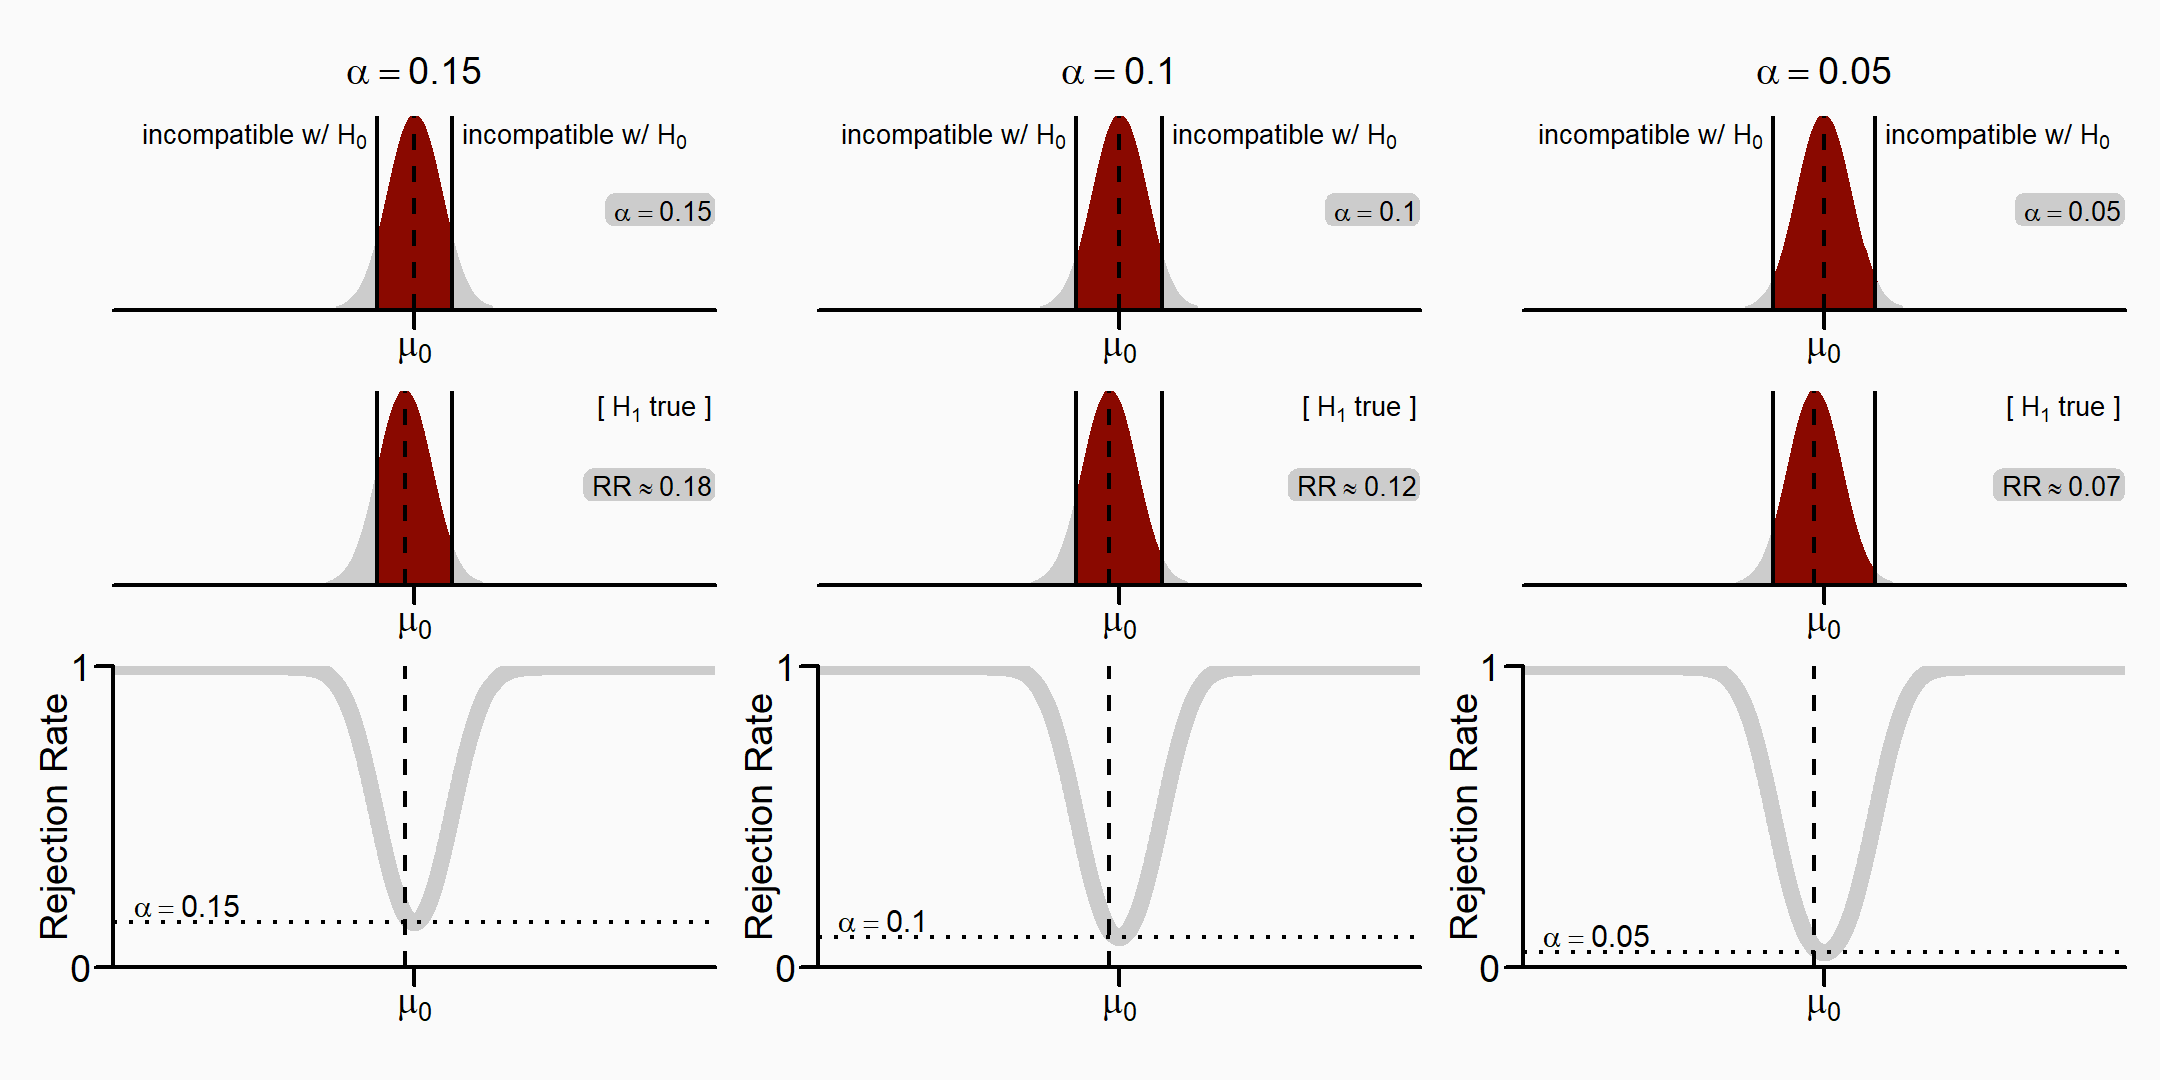 α = 0.15
incompatible w/ H₀
incompatible w/ H₀
α = 0.15
μ₀
[ H₁ true ]
RR ≈ 0.18
μ₀
1
Rejection Rate
α = 0.15
0
μ₀
α = 0.1
incompatible w/ H₀
incompatible w/ H₀
α = 0.1
μ₀
[ H₁ true ]
RR ≈ 0.12
μ₀
1
Rejection Rate
α = 0.1
0
μ₀
α = 0.05
incompatible w/ H₀
incompatible w/ H₀
α = 0.05
μ₀
[ H₁ true ]
RR ≈ 0.07
μ₀
1
Rejection Rate
α = 0.05
0
μ₀